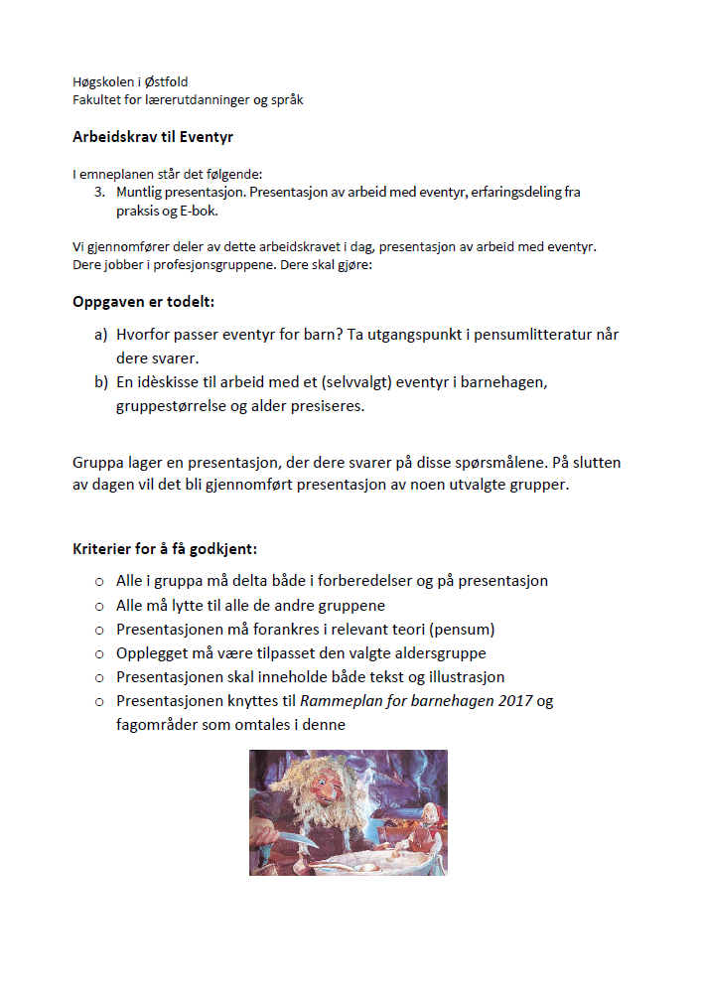 Høgskolen i Østfold
Fakultet for lærerutdanninger og språk
Arbeidskrav til Eventyr
I emneplanen står det følgende:
3. Muntlig presentasjon. Presentasjon av arbeid med eventyr, erfaringsdeling fra
praksis og E-bok.
Vi gjennomfører deler av dette arbeidskravet i dag, presentasjon av arbeid med eventyr.
Dere jobber i profesjonsgruppene. Dere skal gjøre:
Oppgaven er todelt:
a) Hvorfor passer eventyr for barn? Ta utgangspunkt i pensumlitteratur når
dere svarer.
b) En idèskisse til arbeid med et (selvvalgt) eventyr i barnehagen,
gruppestørrelse og alder presiseres.
Gruppa lager en presentasjon, der dere svarer på disse spørsmålene. På slutten
av dagen vil det bli gjennomført presentasjon av noen utvalgte grupper.
Kriterier for å få godkjent:
o Alle i gruppa må delta både i forberedelser og på presentasjon
o Alle må lytte til alle de andre gruppene
o Presentasjonen må forankres i relevant teori (pensum)
o Opplegget må være tilpasset den valgte aldersgruppe
o Presentasjonen skal inneholde både tekst og illustrasjon
o Presentasjonen knyttes til Rammeplan for barnehagen 2017 og
fagområder som omtales i denne